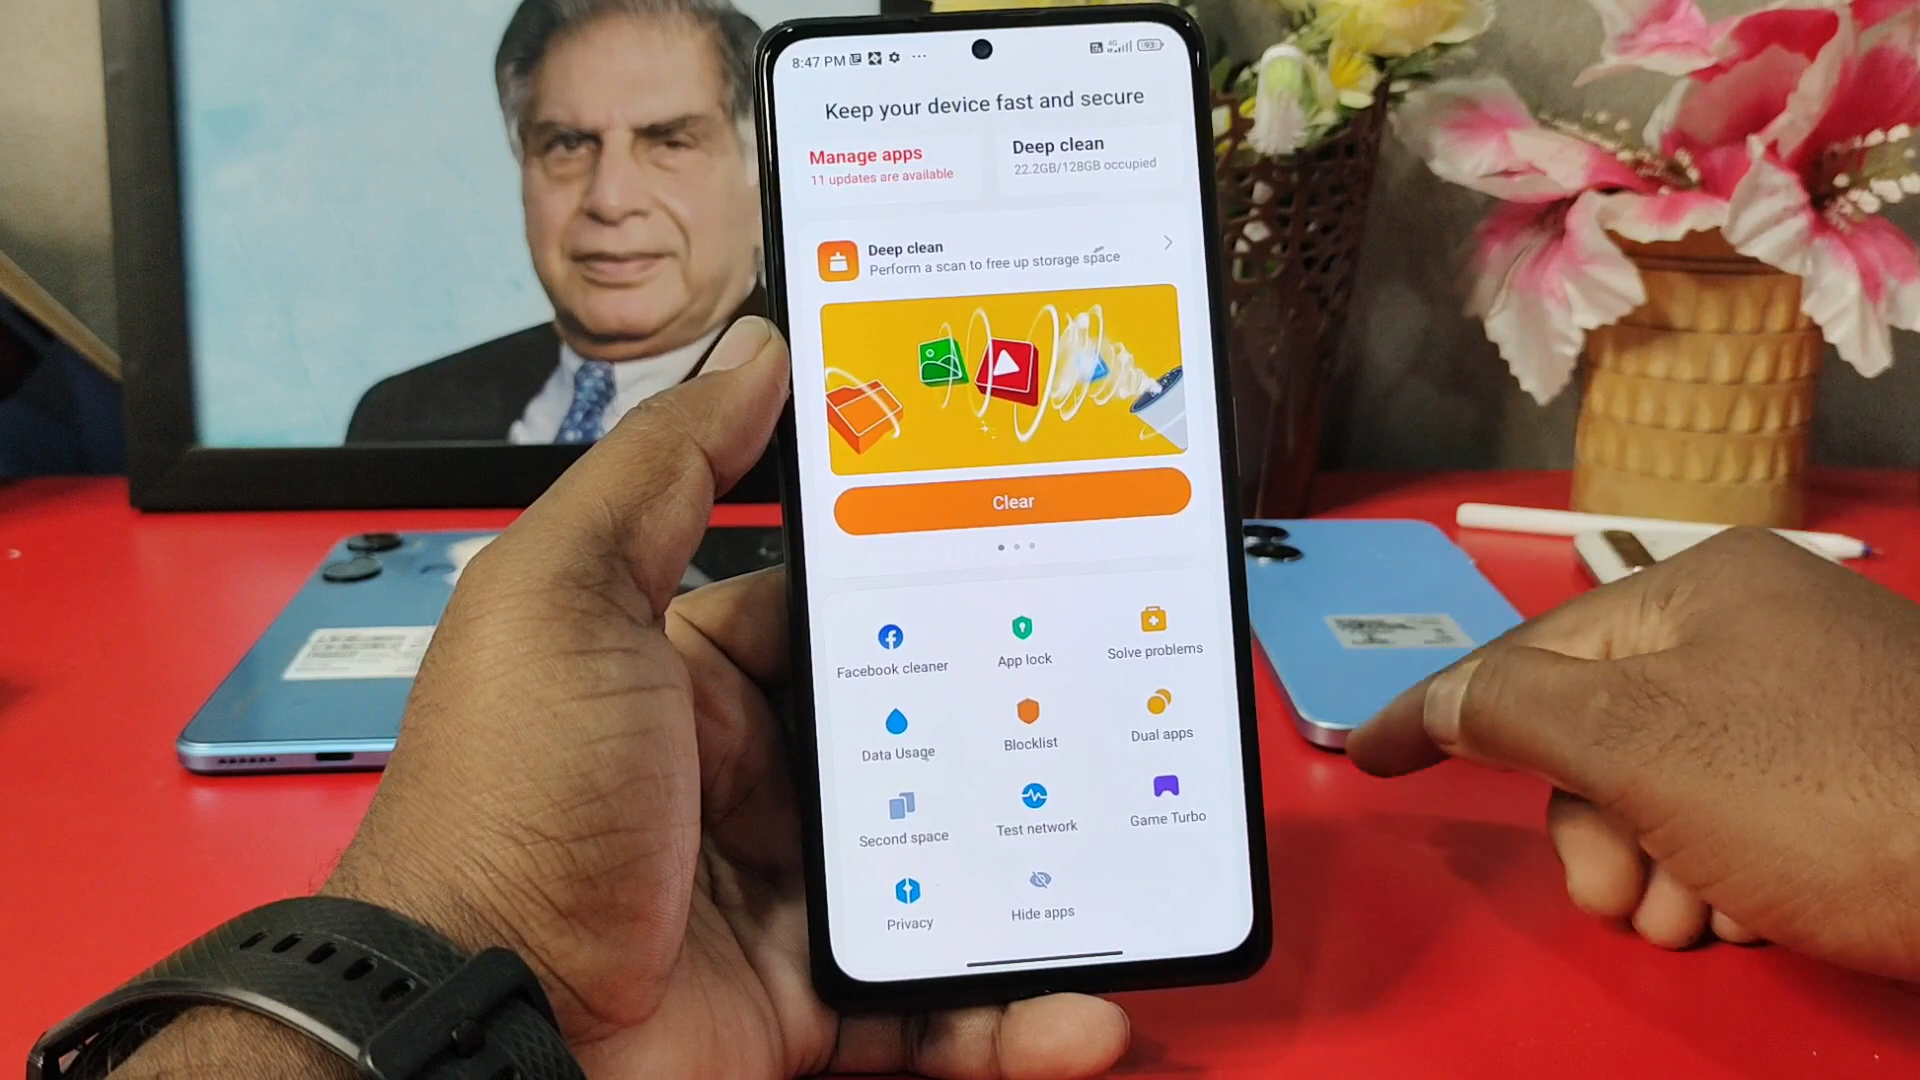 8:47 PM
4G
93
Keep your device fast and secure
Manage apps
11 updates are available
Deep clean
22.2GB/128GB occupied
Deep clean
Perform a scan to free up storage space
Clear
Facebook cleaner
App lock
Solve problems
Data Usage
Blocklist
Dual apps
Second space
Test network
Game Turbo
Privacy
Hide apps